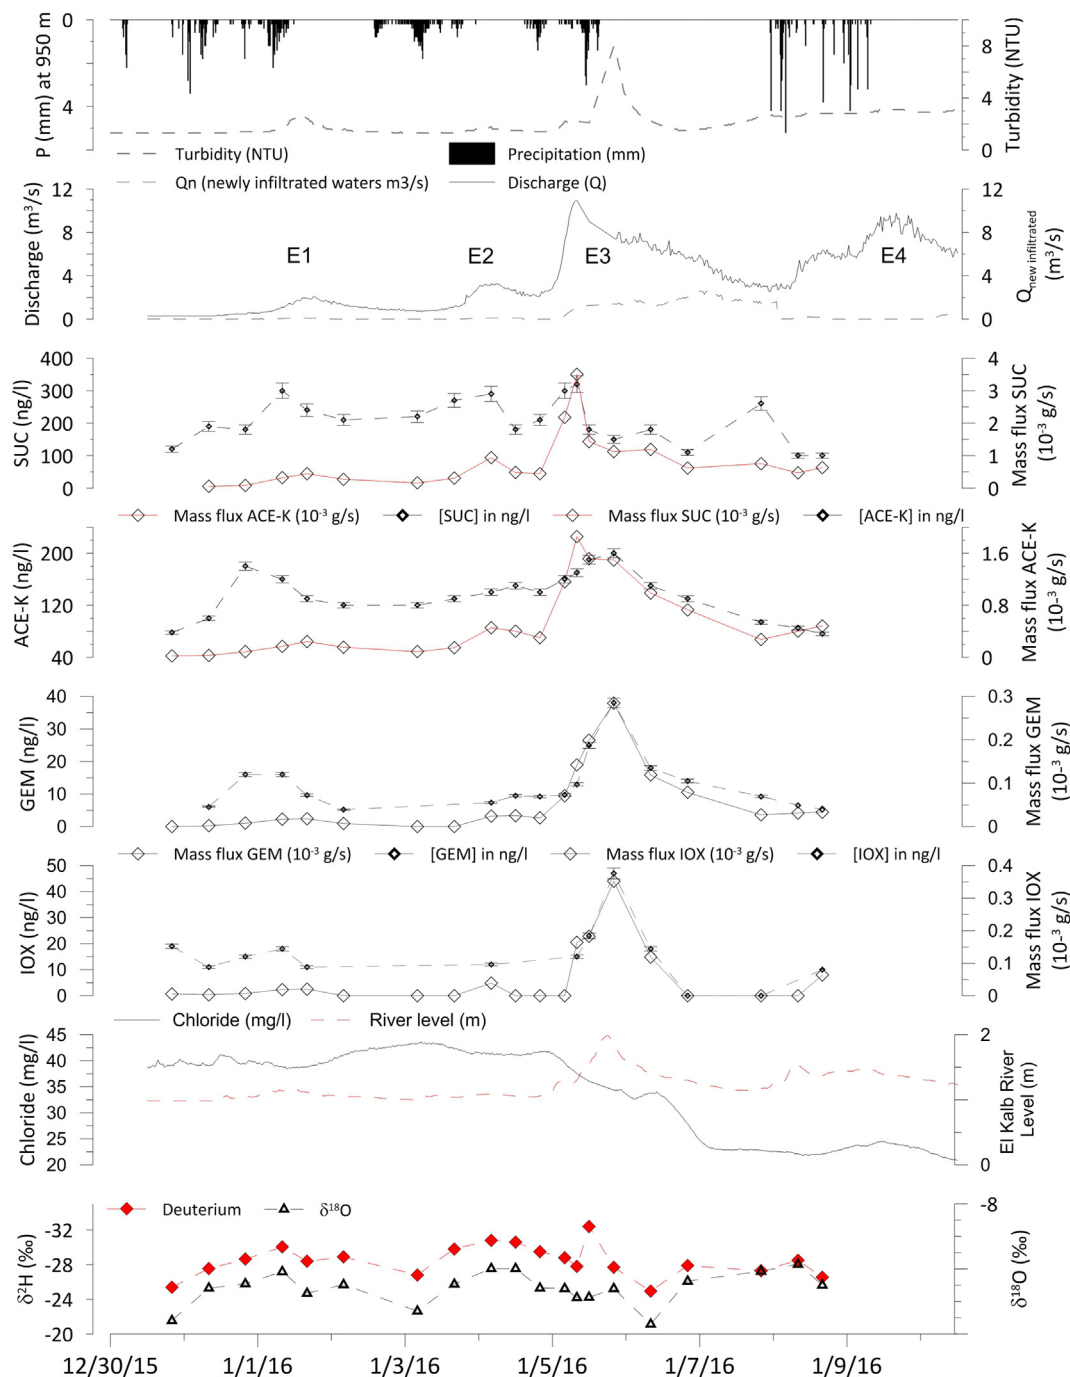 P (mm) at 950 m
0
4
8
4
0
Turbidity (NTU)
Turbidity (NTU)
Precipitation (mm)
Qn (newly infiltrated waters m3/s)
Discharge (Q)
Discharge (m³/s)
12
8
4
0
E1
E2
E3
E4
12
8
4
0
Qnew infiltrated
(m³/s)
SUC (ng/l)
400
300
200
100
0
4
3
2
1
0
Mass flux SUC
(10⁻³ g/s)
Mass flux ACE-K (10⁻³ g/s)
[SUC] in ng/l
Mass flux SUC (10⁻³ g/s)
[ACE-K] in ng/l
ACE-K (ng/l)
200
120
40
1.6
0.8
0
Mass flux ACE-K
(10⁻³ g/s)
GEM (ng/l)
40
30
20
10
0
0.3
0.2
0.1
0
Mass flux GEM
(10⁻³ g/s)
Mass flux GEM (10⁻³ g/s)
[GEM] in ng/l
Mass flux IOX (10⁻³ g/s)
[IOX] in ng/l
IOX (ng/l)
50
40
30
20
10
0
0.4
0.3
0.2
0.1
0
Mass flux IOX
(10⁻³ g/s)
Chloride (mg/l)
River level (m)
Chloride (mg/l)
45
40
35
30
25
20
2
1
0
El Kalb River
Level (m)
Deuterium
δ¹⁸O
δ²H (‰)
-32
-28
-24
-20
-8
δ¹⁸O (‰)
12/30/15
1/1/16
1/3/16
1/5/16
1/7/16
1/9/16